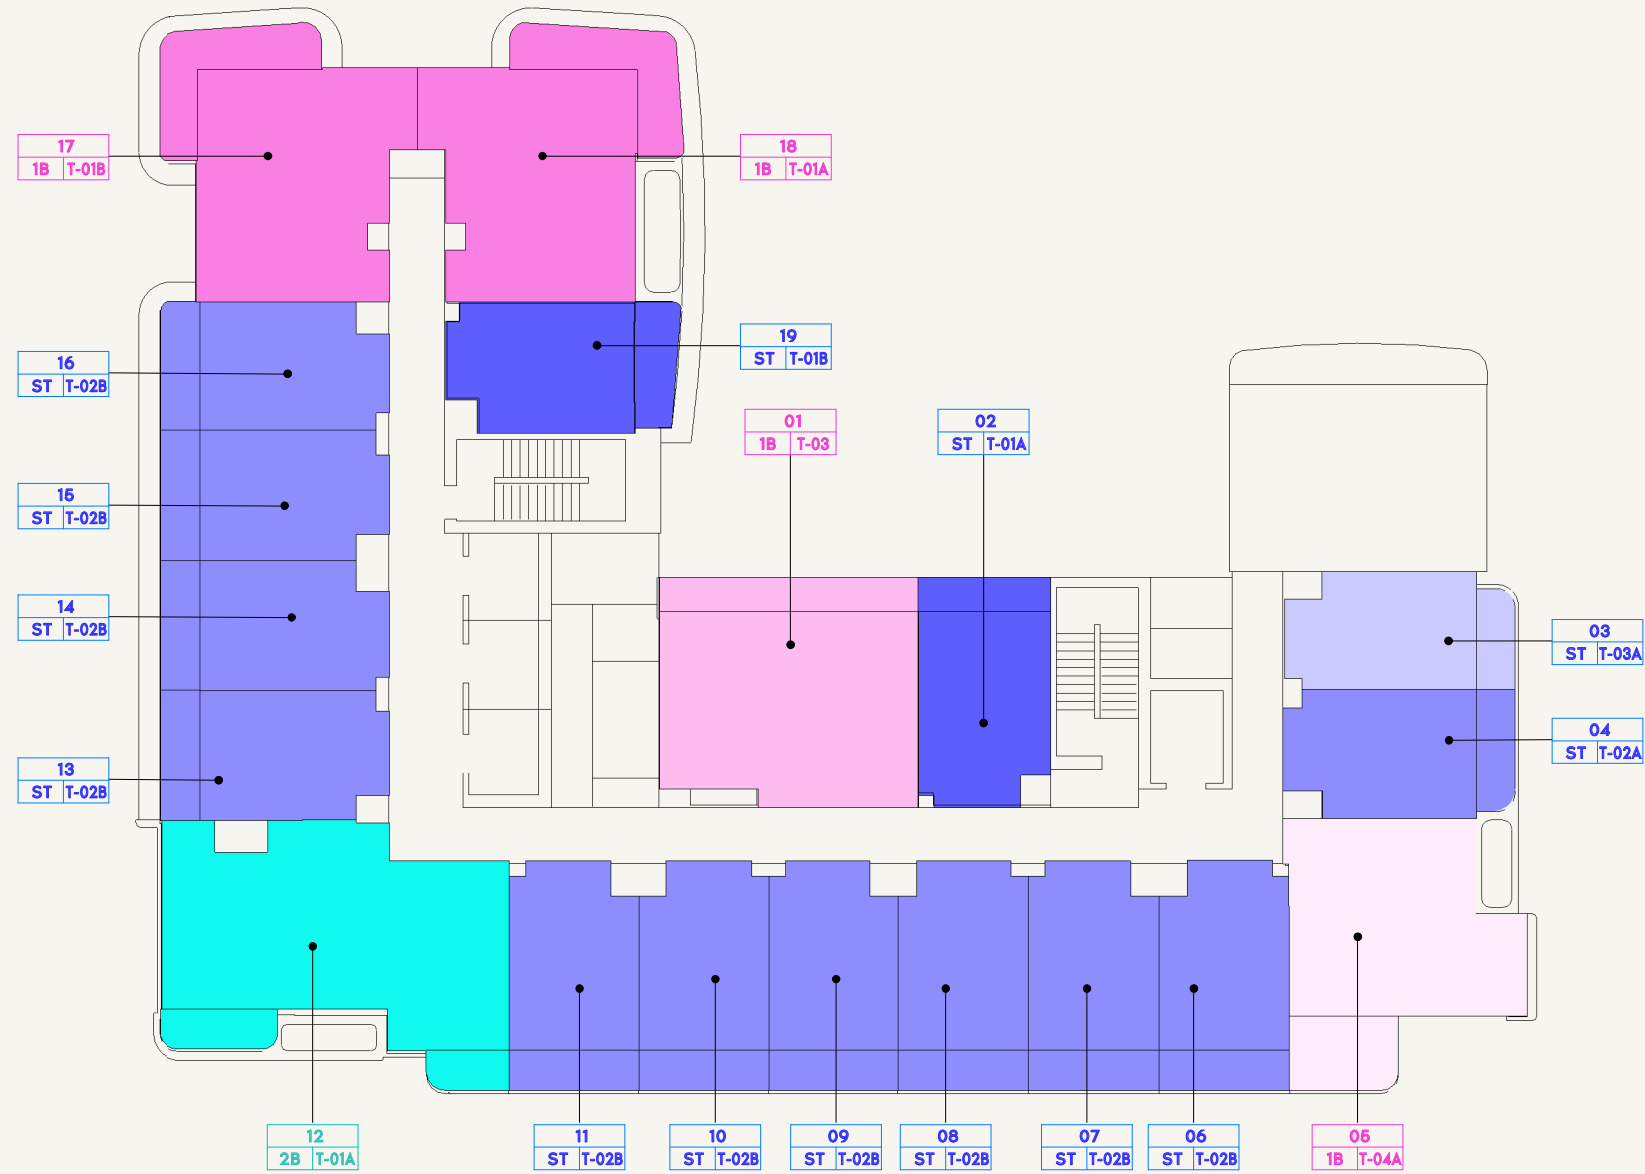 17
1B T-01B
18
1B T-01A
19
ST T-01B
16
ST T-02B
01
1B T-03
02
ST T-01A
15
ST T-02B
14
ST T-02B
03
ST T-03A
04
ST T-02A
13
ST T-02B
12
2B T-01A
11
ST T-02B
10
ST T-02B
09
ST T-02B
08
ST T-02B
07
ST T-02B
06
ST T-02B
05
1B T-04A